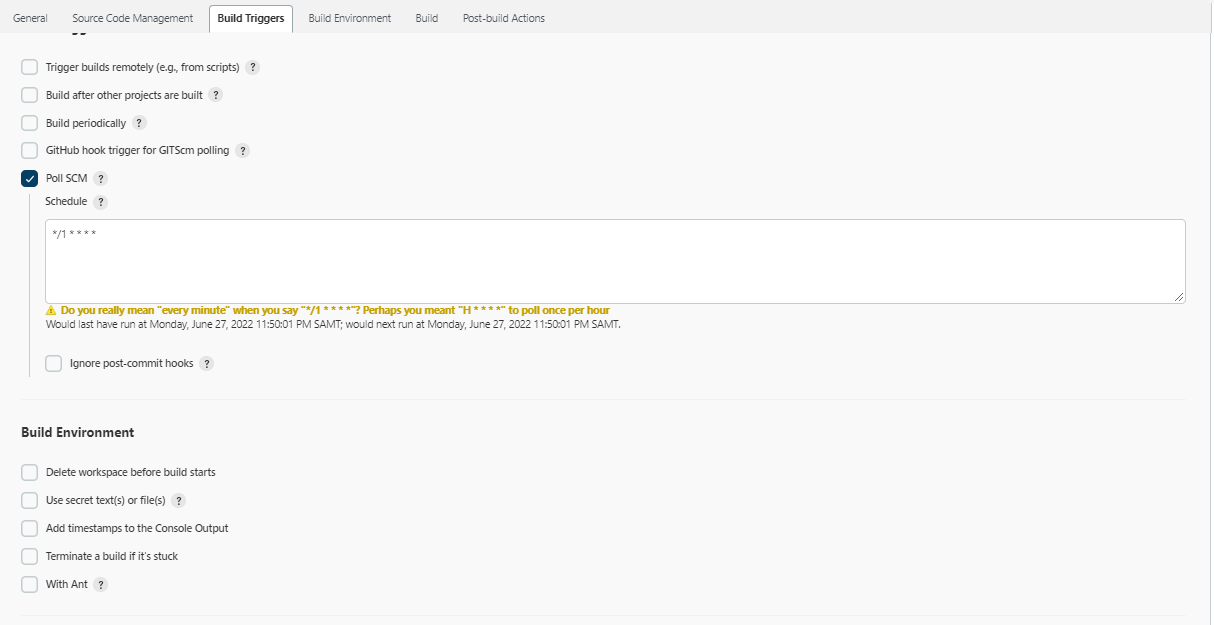 General Source Code Management Build Triggers Build Environment Build Post-build Actions
Trigger builds remotely (e.g., from scripts) ?
Build after other projects are built ?
Build periodically ?
GitHub hook trigger for GITScm polling ?
Poll SCM ?
Schedule ?
*/1 * * * *
Do you really mean "every minute" when you say "*/1 * * * *"? Perhaps you meant "H * * * *" to poll once per hour
Would last have run at Monday, June 27, 2022 11:50:01 PM SAMT; would next run at Monday, June 27, 2022 11:50:01 PM SAMT.
Ignore post-commit hooks ?
Build Environment
Delete workspace before build starts
Use secret text(s) or file(s) ?
Add timestamps to the Console Output
Terminate a build if it's stuck
With Ant ?